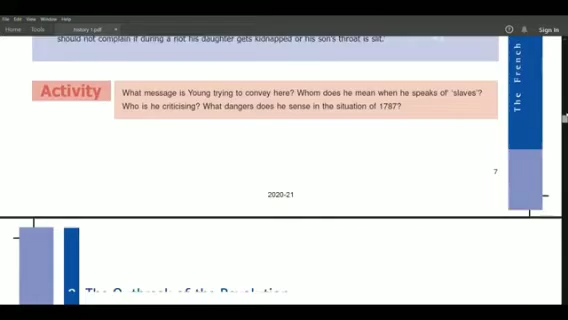 File Edit View Window Help
Home Tools history 1.pdf Sign In
should not complain if during a riot his daughter gets kidnapped or his son's throat is slit.'
The French
Activity
What message is Young trying to convey here? Whom does he mean when he speaks of 'slaves'?
Who is he criticising? What dangers does he sense in the situation of 1787?
7
2020-21
2 The Outbreak of the Revolution